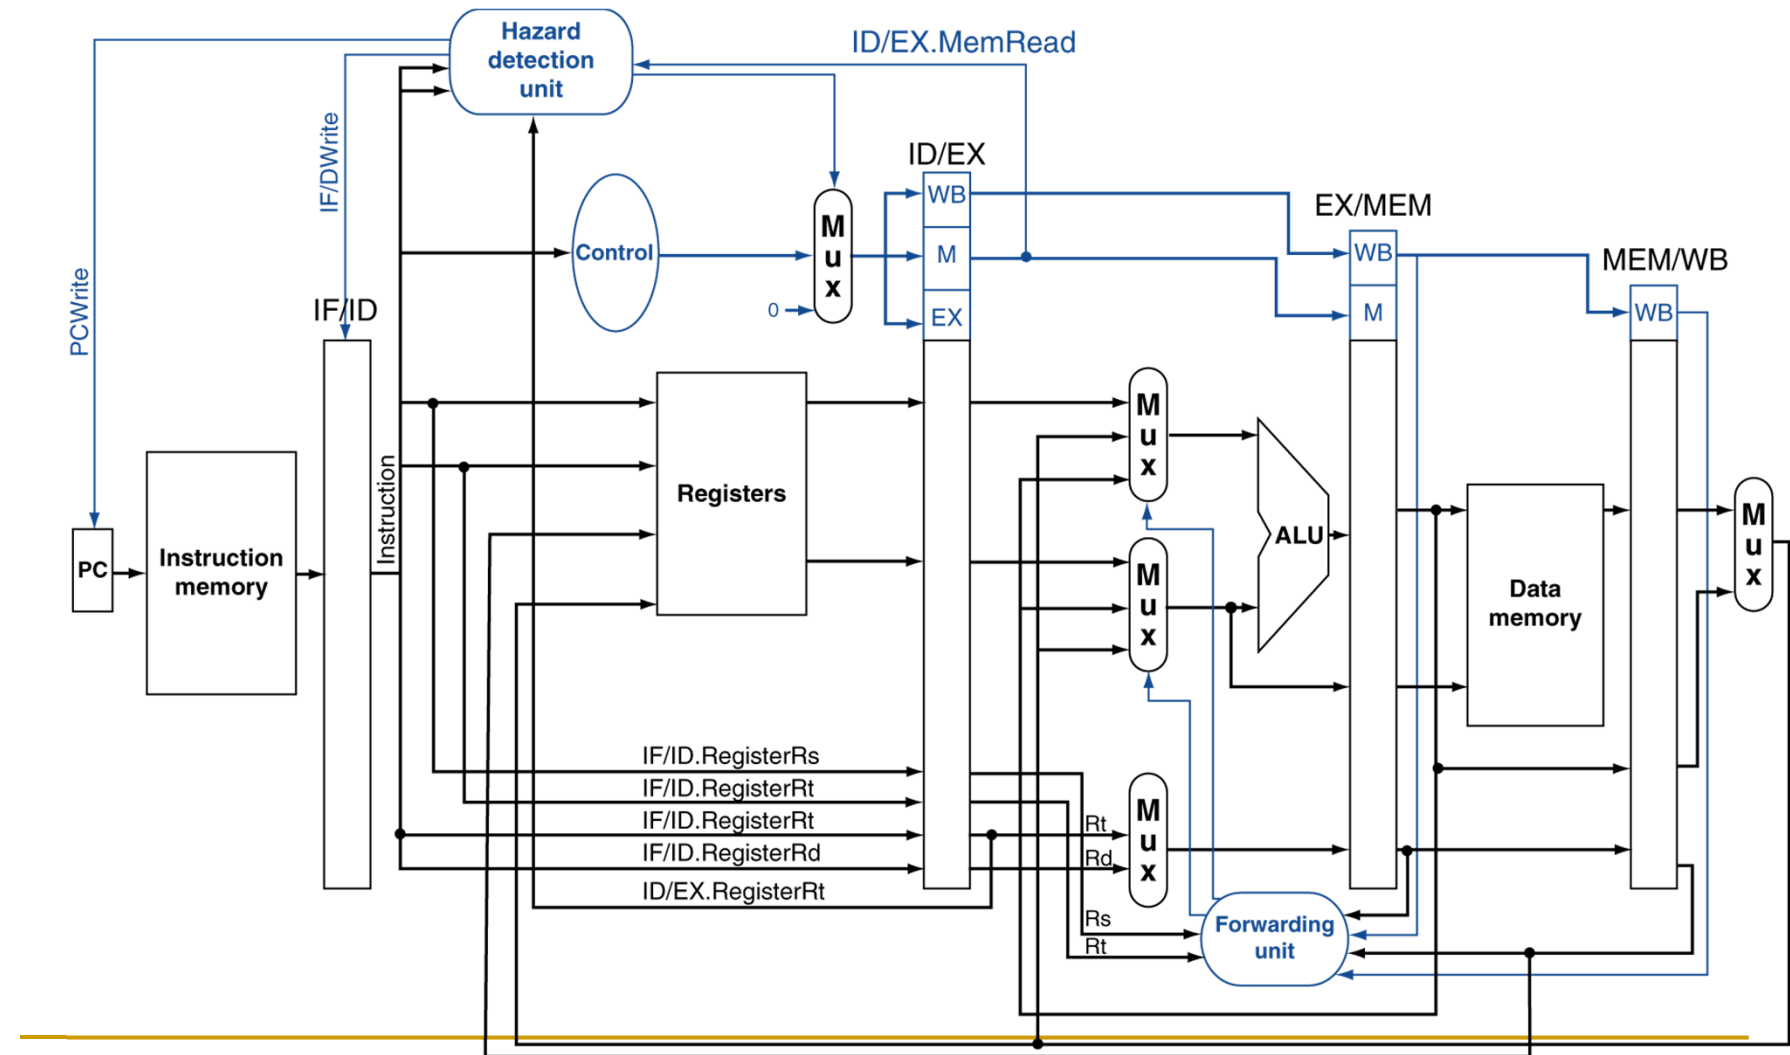 Hazard
detection
unit
ID/EX.MemRead
IF/DWrite
PCWrite
ID/EX
WB
M
EX
EX/MEM
WB
M
MEM/WB
WB
Control
M
u
x
0
IF/ID
Instruction
PC
Instruction
memory
Registers
M
u
x
M
u
x
ALU
Data
memory
M
u
x
IF/ID.RegisterRs
IF/ID.RegisterRt
IF/ID.RegisterRt
IF/ID.RegisterRd
ID/EX.RegisterRt
Rt
Rd
M
u
x
Rs
Rt
Forwarding
unit